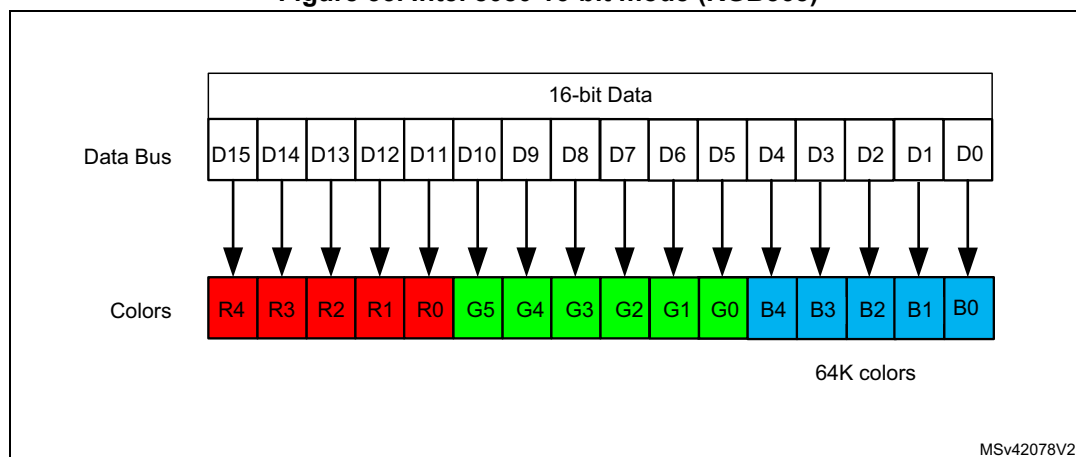 16-bit Data
Data Bus D15 D14 D13 D12 D11 D10 D9 D8 D7 D6 D5 D4 D3 D2 D1 D0
Colors R4 R3 R2 R1 R0 G5 G4 G3 G2 G1 G0 B4 B3 B2 B1 B0
64K colors
MSv42078V2